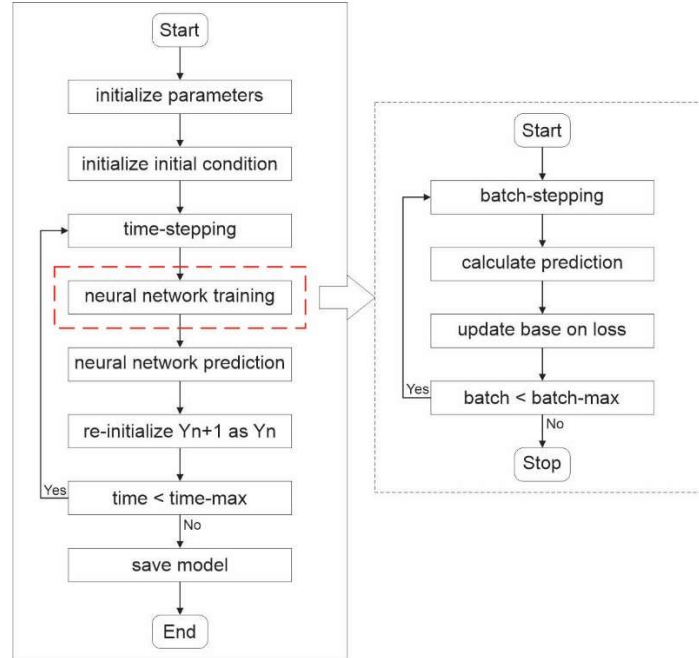 Start
initialize parameters
initialize initial condition
time-stepping
neural network training
neural network prediction
re-initialize Yn+1 as Yn
Yes
time < time-max
No
save model
End
Start
batch-stepping
calculate prediction
update base on loss
Yes
batch < batch-max
No
Stop